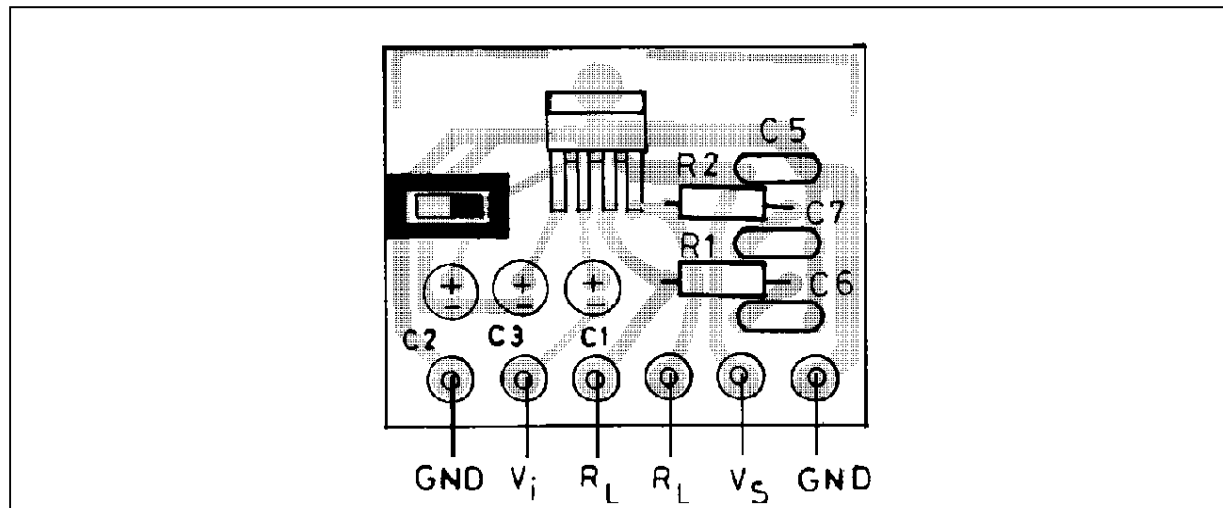 C5
R2
C7
R1
C6
+ + +
- - -
C2 C3 C1
GND Vi RL RL VS GND